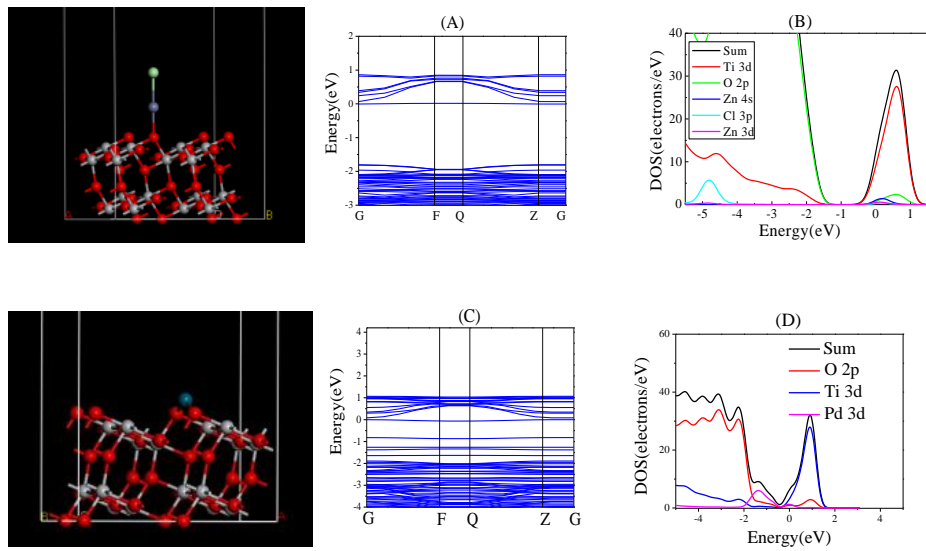 (A)
2
1
0
-1
-2
-3
Energy(eV)
G F Q Z G
(B)
40
30
20
10
0
DOS(electrons/eV)
Sum
Ti 3d
O 2p
Zn 4s
Cl 3p
Zn 3d
-5 -4 -3 -2 -1 0 1
Energy(eV)
A B
(C)
4
3
2
1
0
-1
-2
-3
-4
Energy(eV)
G F Q Z G
(D)
60
40
20
0
DOS(electrons/eV)
Sum
O 2p
Ti 3d
Pd 3d
-4 -2 0 2 4
Energy(eV)